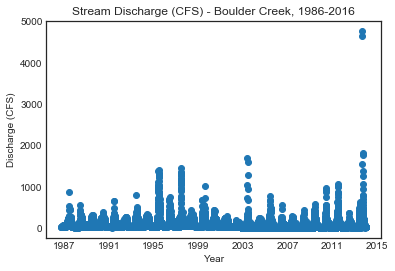 Stream Discharge (CFS) - Boulder Creek, 1986-2016
5000
4000
3000
2000
1000
0
Discharge (CFS)
1987 1991 1995 1999 2003 2007 2011 2015
Year